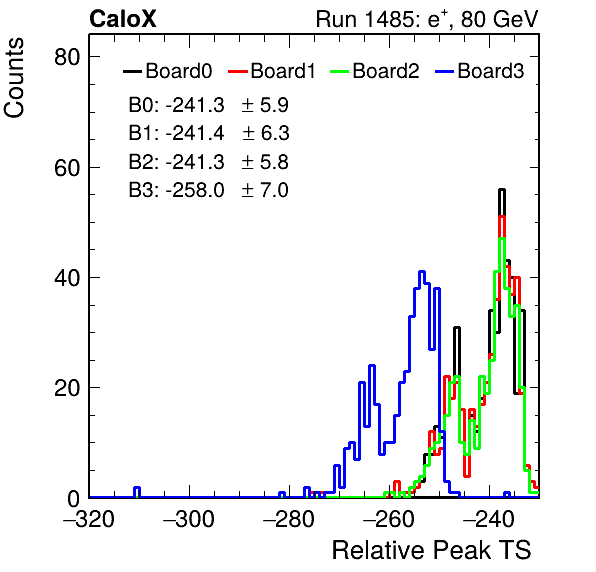 CaloX Run 1485: e⁺, 80 GeV
Counts
Board0 Board1 Board2 Board3
B0: -241.3 ± 5.9
B1: -241.4 ± 6.3
B2: -241.3 ± 5.8
B3: -258.0 ± 7.0
80
60
40
20
0
−320 −300 −280 −260 −240
Relative Peak TS